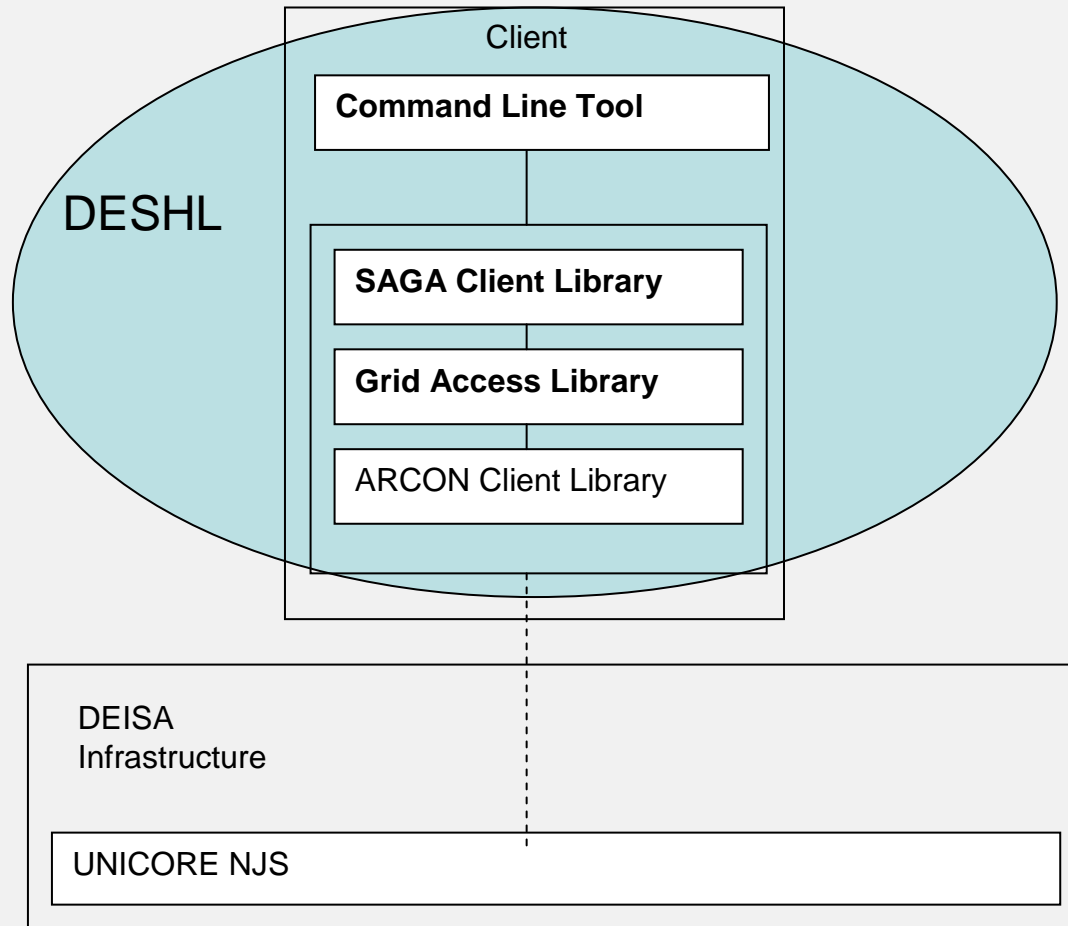 Client
Command Line Tool
DESHL
SAGA Client Library
Grid Access Library
ARCON Client Library
DEISA
Infrastructure
UNICORE NJS